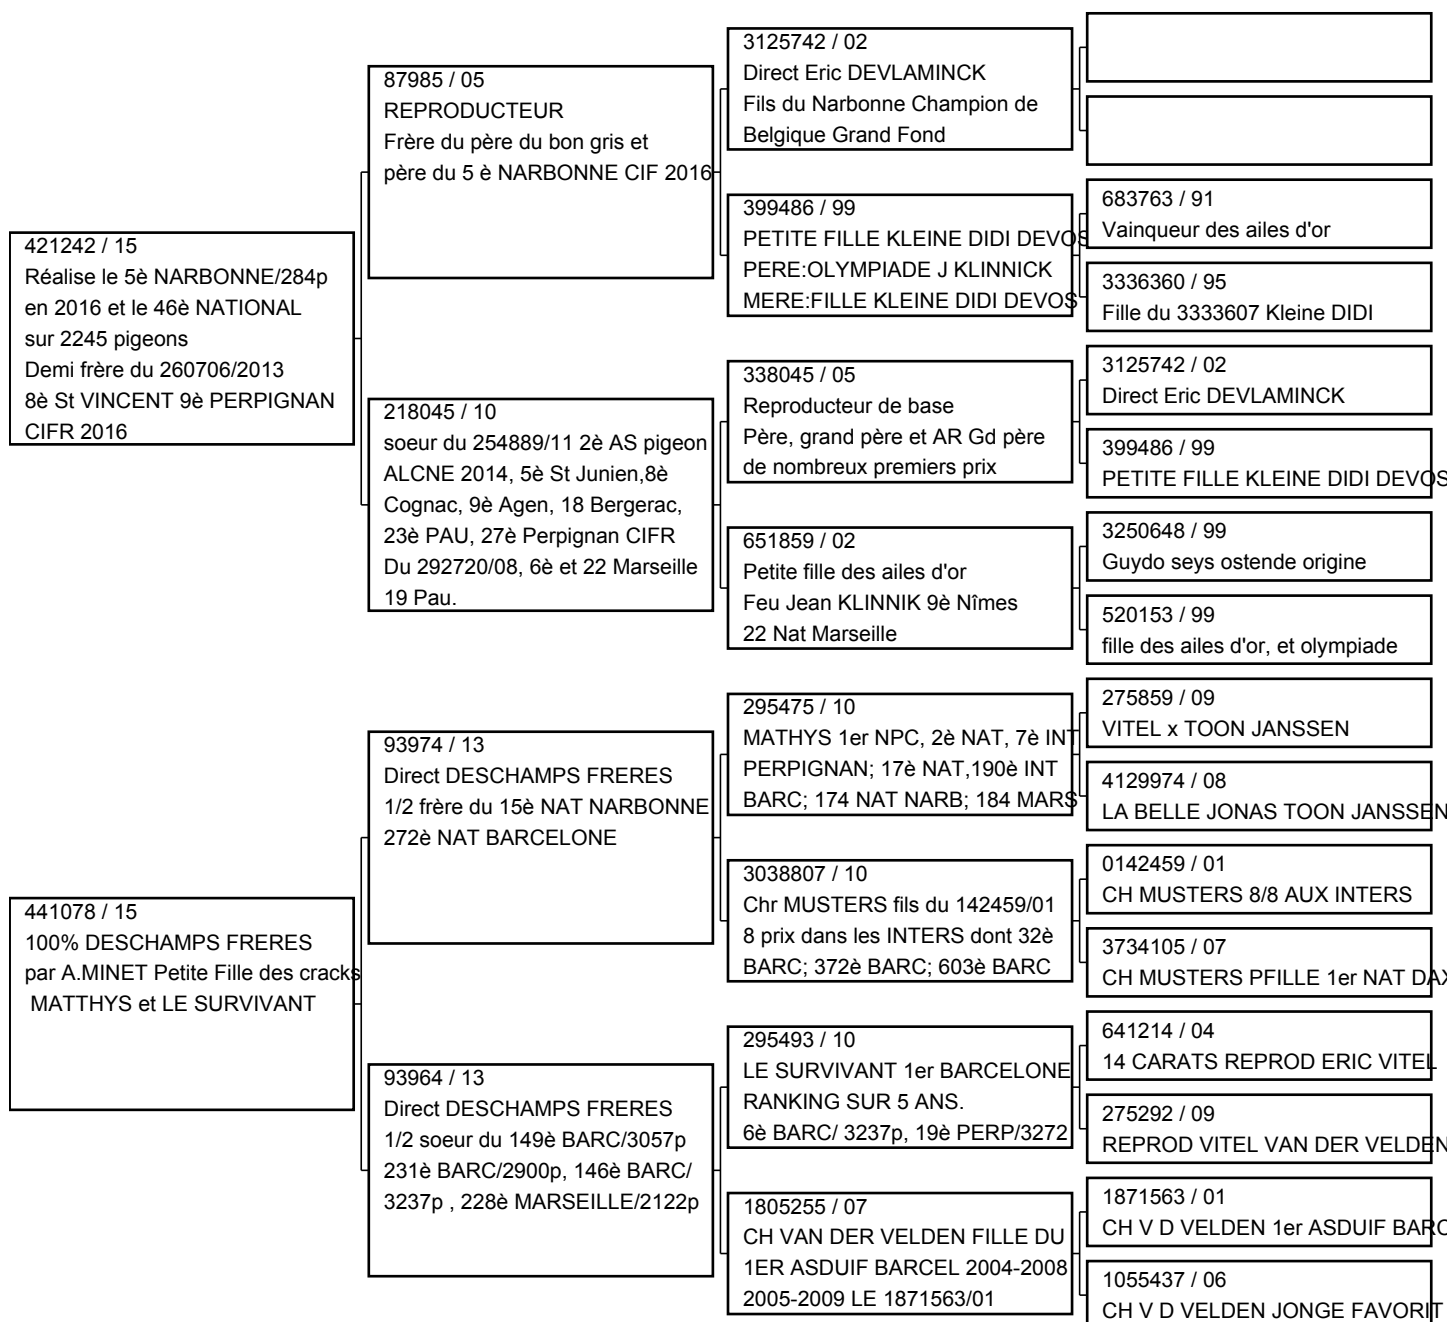 421242 / 15
Réalise le 5è NARBONNE/284p
en 2016 et le 46è NATIONAL
sur 2245 pigeons
Demi frère du 260706/2013
8è St VINCENT 9è PERPIGNAN
CIFR 2016
441078 / 15
100% DESCHAMPS FRERES
par A.MINET Petite Fille des cracks
MATTHYS et LE SURVIVANT
87985 / 05
REPRODUCTEUR
Frère du père du bon gris et
père du 5 è NARBONNE CIF 2016
218045 / 10
soeur du 254889/11 2è AS pigeon
ALCNE 2014, 5è St Junien,8è
Cognac, 9è Agen, 18 Bergerac,
23è PAU, 27è Perpignan CIFR
Du 292720/08, 6è et 22 Marseille
19 Pau.
93974 / 13
Direct DESCHAMPS FRERES
1/2 frère du 15è NAT NARBONNE
272è NAT BARCELONE
93964 / 13
Direct DESCHAMPS FRERES
1/2 soeur du 149è BARC/3057p
231è BARC/2900p, 146è BARC/
3237p , 228è MARSEILLE/2122p
3125742 / 02
Direct Eric DEVLAMINCK
Fils du Narbonne Champion de
Belgique Grand Fond
399486 / 99
PETITE FILLE KLEINE DIDI DEVOS
PERE:OLYMPIADE J KLINNICK
MERE:FILLE KLEINE DIDI DEVOS
338045 / 05
Reproducteur de base
Père, grand père et AR Gd père
de nombreux premiers prix
651859 / 02
Petite fille des ailes d'or
Feu Jean KLINNIK 9è Nîmes
22 Nat Marseille
295475 / 10
MATHYS 1er NPC, 2è NAT, 7è INT
PERPIGNAN; 17è NAT,190è INT
BARC; 174 NAT NARB; 184 MARS
3038807 / 10
Chr MUSTERS fils du 142459/01
8 prix dans les INTERS dont 32è
BARC; 372è BARC; 603è BARC
295493 / 10
LE SURVIVANT 1er BARCELONE
RANKING SUR 5 ANS.
6è BARC/ 3237p, 19è PERP/3272
1805255 / 07
CH VAN DER VELDEN FILLE DU
1ER ASDUIF BARCEL 2004-2008
2005-2009 LE 1871563/01
683763 / 91
Vainqueur des ailes d'or
3336360 / 95
Fille du 3333607 Kleine DIDI
3125742 / 02
Direct Eric DEVLAMINCK
399486 / 99
PETITE FILLE KLEINE DIDI DEVOS
3250648 / 99
Guydo seys ostende origine
520153 / 99
fille des ailes d'or, et olympiade
275859 / 09
VITEL x TOON JANSSEN
4129974 / 08
LA BELLE JONAS TOON JANSSEN
0142459 / 01
CH MUSTERS 8/8 AUX INTERS
3734105 / 07
CH MUSTERS PFILLE 1er NAT DAX
641214 / 04
14 CARATS REPROD ERIC VITEL
275292 / 09
REPROD VITEL VAN DER VELDEN
1871563 / 01
CH V D VELDEN 1er ASDUIF BARC
1055437 / 06
CH V D VELDEN JONGE FAVORIT